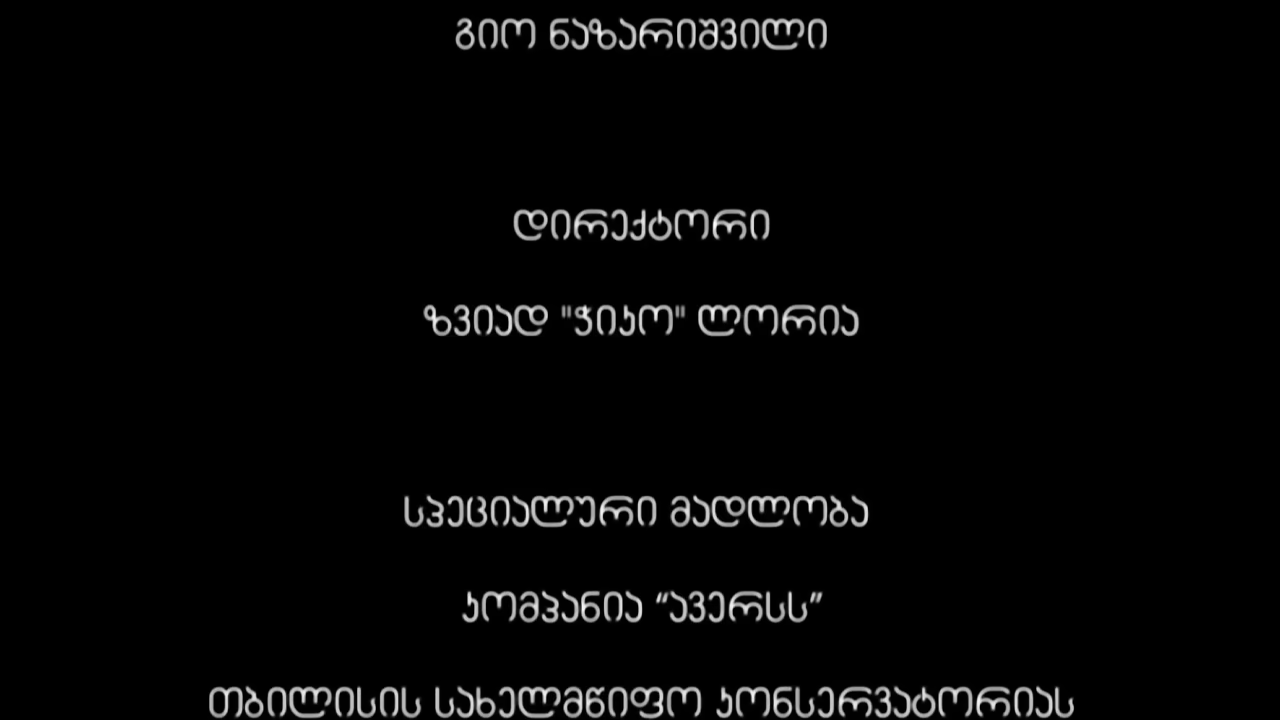 გიო ნაზარიშვილი
დირექტორი
ზვიად "ჭიკო" ლორია
სპეციალური მადლობა
კომპანია “ავერსს”
თბილისის სახელმწიფო კონსერვატორიას